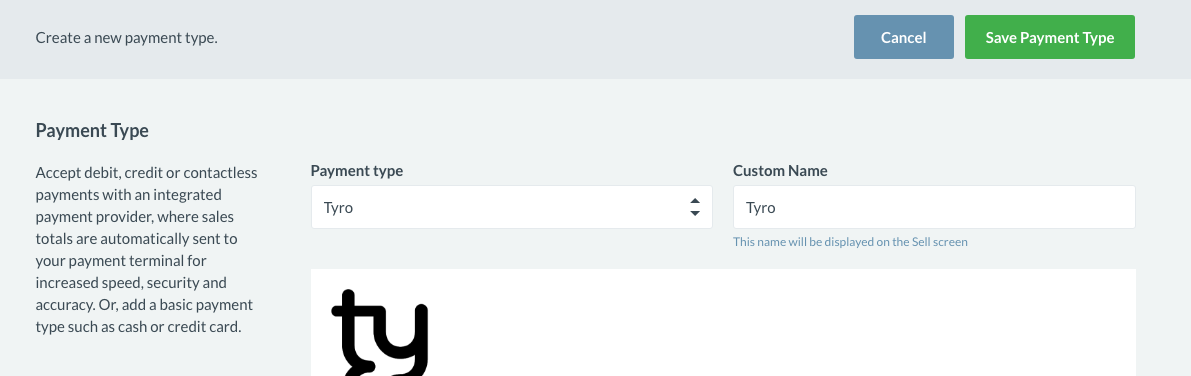 Create a new payment type.
Cancel
Save Payment Type
Payment Type
Accept debit, credit or contactless
payments with an integrated
payment provider, where sales
totals are automatically sent to
your payment terminal for
increased speed, security and
accuracy. Or, add a basic payment
type such as cash or credit card.
Payment type
Tyro
Custom Name
Tyro
This name will be displayed on the Sell screen
ty